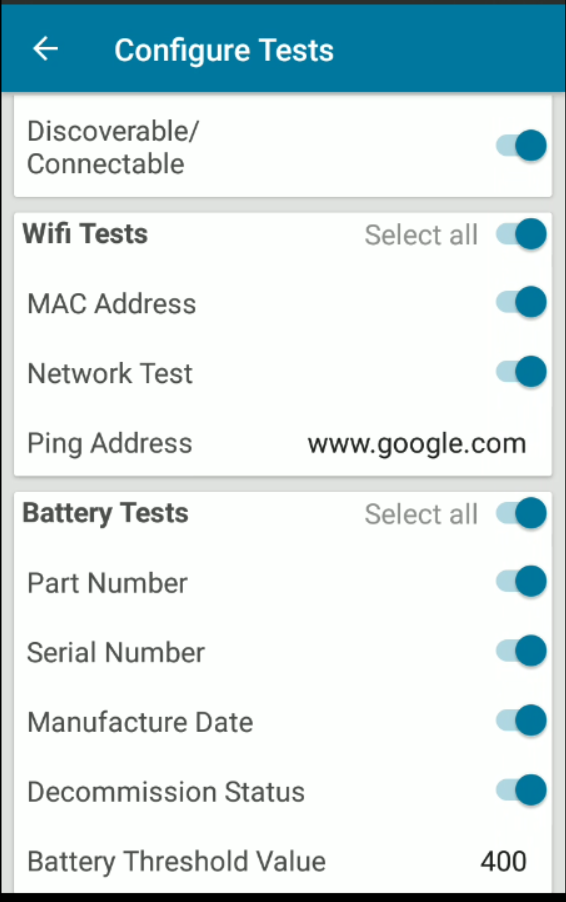 Configure Tests
Discoverable/
Connectable
Wifi Tests Select all
MAC Address
Network Test
Ping Address www.google.com
Battery Tests Select all
Part Number
Serial Number
Manufacture Date
Decommission Status
Battery Threshold Value 400